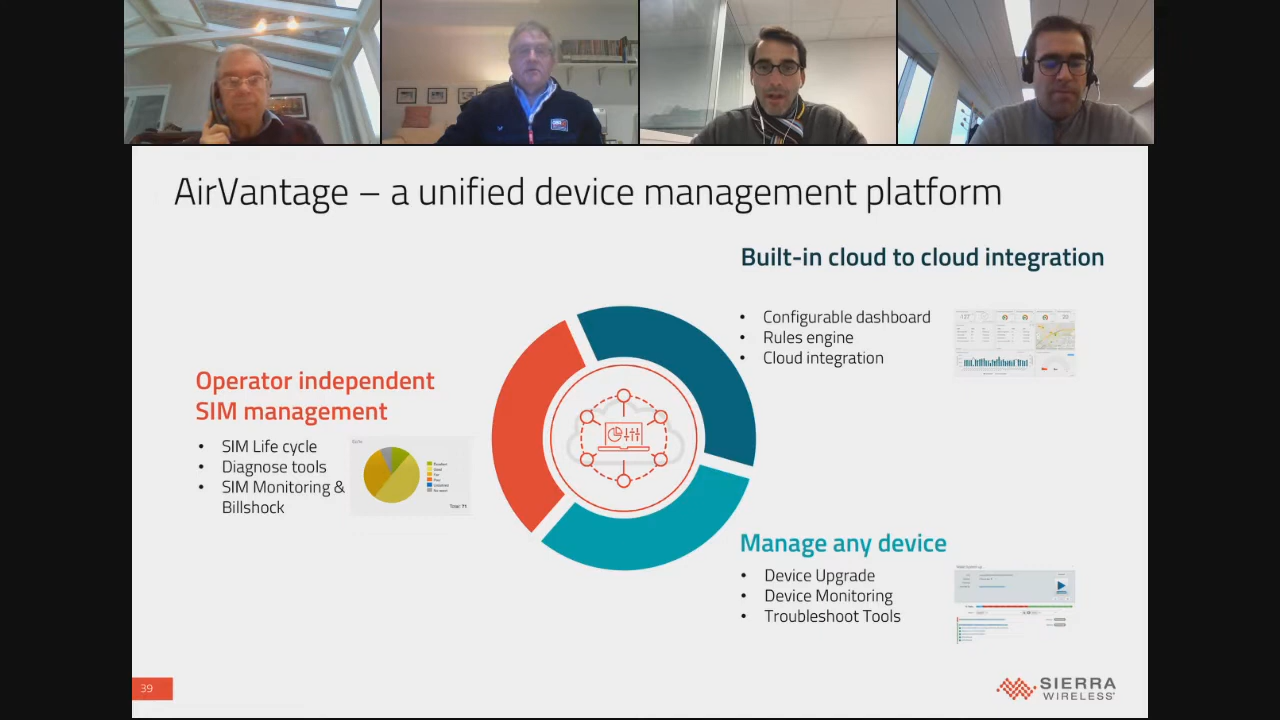 AirVantage – a unified device management platform
Built-in cloud to cloud integration
• Configurable dashboard
• Rules engine
• Cloud integration
Operator independent
SIM management
• SIM Life cycle
• Diagnose tools
• SIM Monitoring &
Billshock
Total: 71
Manage any device
• Device Upgrade
• Device Monitoring
• Troubleshoot Tools
39
SIERRA
WIRELESS